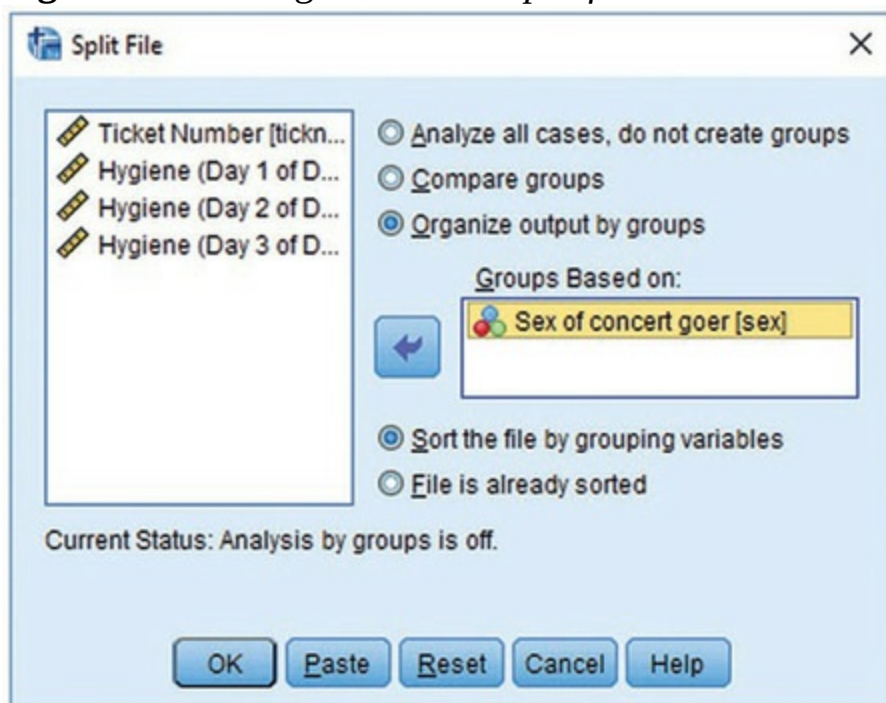 Split File
Ticket Number [tickn...
Hygiene (Day 1 of D...
Hygiene (Day 2 of D...
Hygiene (Day 3 of D...
Analyze all cases, do not create groups
Compare groups
Organize output by groups
Groups Based on:
Sex of concert goer [sex]
Sort the file by grouping variables
File is already sorted
Current Status: Analysis by groups is off.
OK Paste Reset Cancel Help